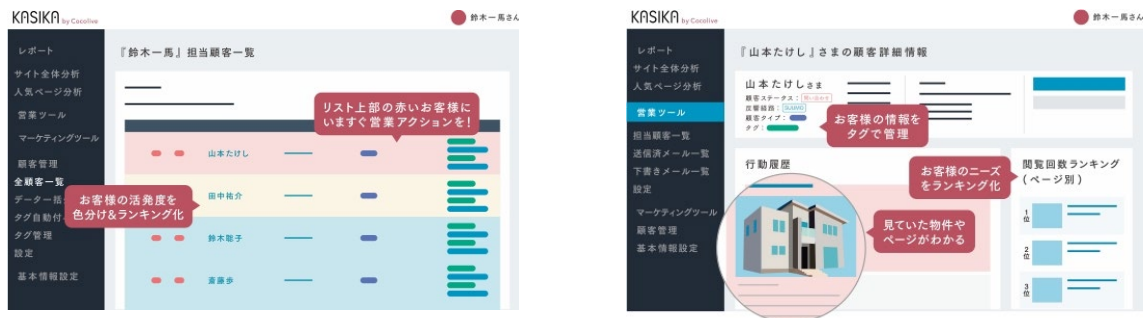 KASIKA by Cocolive
鈴木一馬さん
レポート
サイト全体分析
人気ページ分析
営業ツール
マーケティングツール
顧客管理
全顧客一覧
データ一括
タグ自動付
タグ管理
設定
基本情報設定
『鈴木一馬』担当顧客一覧
リスト上部の赤いお客様に
いますぐ営業アクションを!
山本たけし
田中祐介
お客様の活発度を
色分け&ランキング化
鈴木聡子
斎藤歩
KASIKA by Cocolive
鈴木一馬さん
レポート
サイト全体分析
人気ページ分析
営業ツール
担当顧客一覧
送信済メール一覧
下書きメール一覧
設定
マーケティングツール
顧客管理
基本情報設定
『山本たけし』さまの顧客詳細情報
山本たけしさま
顧客ステータス:
反響経路:SUUMO
顧客タイプ:
タグ:
お客様の情報を
タグで管理
行動履歴
お客様のニーズ
をランキング化
見ていた物件や
ページがわかる
閲覧回数ランキング
(ページ別)
1位
2位
3位